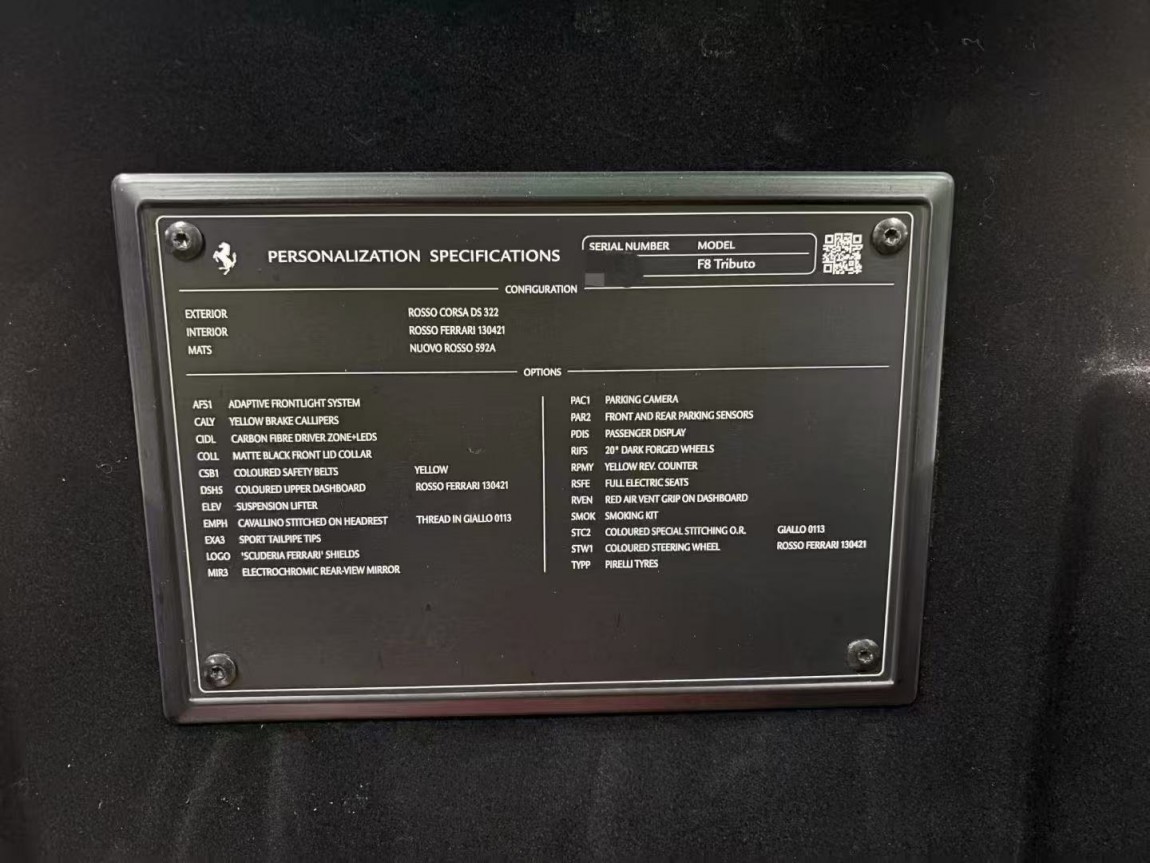 PERSONALIZATION SPECIFICATIONS
SERIAL NUMBER MODEL
F8 Tributo
CONFIGURATION
EXTERIOR ROSSO CORSA DS 322
INTERIOR ROSSO FERRARI 130421
MATS NUOVO ROSSO 592A
OPTIONS
AFS1 ADAPTIVE FRONTLIGHT SYSTEM
CALY YELLOW BRAKE CALLIPERS
CIDL CARBON FIBRE DRIVER ZONE+LEDS
COLL MATTE BLACK FRONT LID COLLAR
CSB1 COLOURED SAFETY BELTS YELLOW
DSH5 COLOURED UPPER DASHBOARD ROSSO FERRARI 130421
ELEV SUSPENSION LIFTER
EMPH CAVALLINO STITCHED ON HEADREST THREAD IN GIALLO 0113
EXA3 SPORT TAILPIPE TIPS
LOGO 'SCUDERIA FERRARI' SHIELDS
MIR3 ELECTROCHROMIC REAR-VIEW MIRROR
PAC1 PARKING CAMERA
PAR2 FRONT AND REAR PARKING SENSORS
PDIS PASSENGER DISPLAY
RIFS 20" DARK FORGED WHEELS
RPMY YELLOW REV. COUNTER
RSFE FULL ELECTRIC SEATS
RVEN RED AIR VENT GRIP ON DASHBOARD
SMOK SMOKING KIT
STC2 COLOURED SPECIAL STITCHING O.R. GIALLO 0113
STW1 COLOURED STEERING WHEEL ROSSO FERRARI 130421
TYPP PIRELLI TYRES